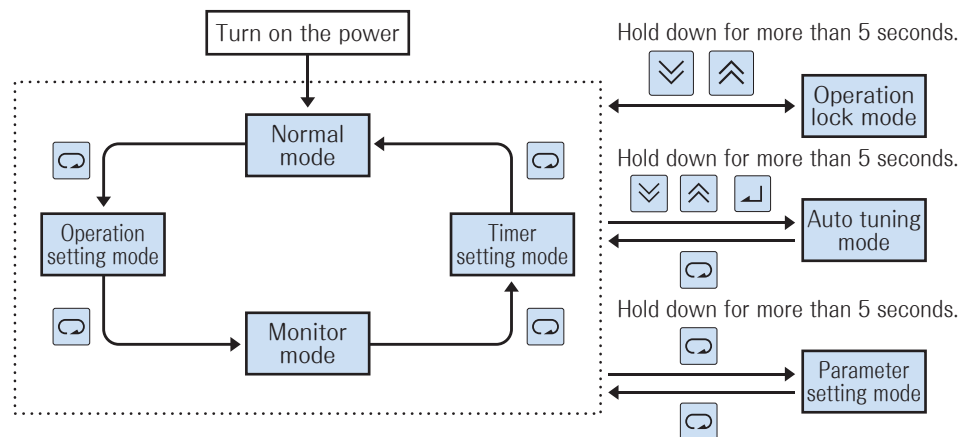 Turn on the power
Normal
mode
Operation
setting mode
Timer
setting mode
Monitor
mode
Hold down for more than 5 seconds.
Operation
lock mode
Hold down for more than 5 seconds.
Auto tuning
mode
Hold down for more than 5 seconds.
Parameter
setting mode